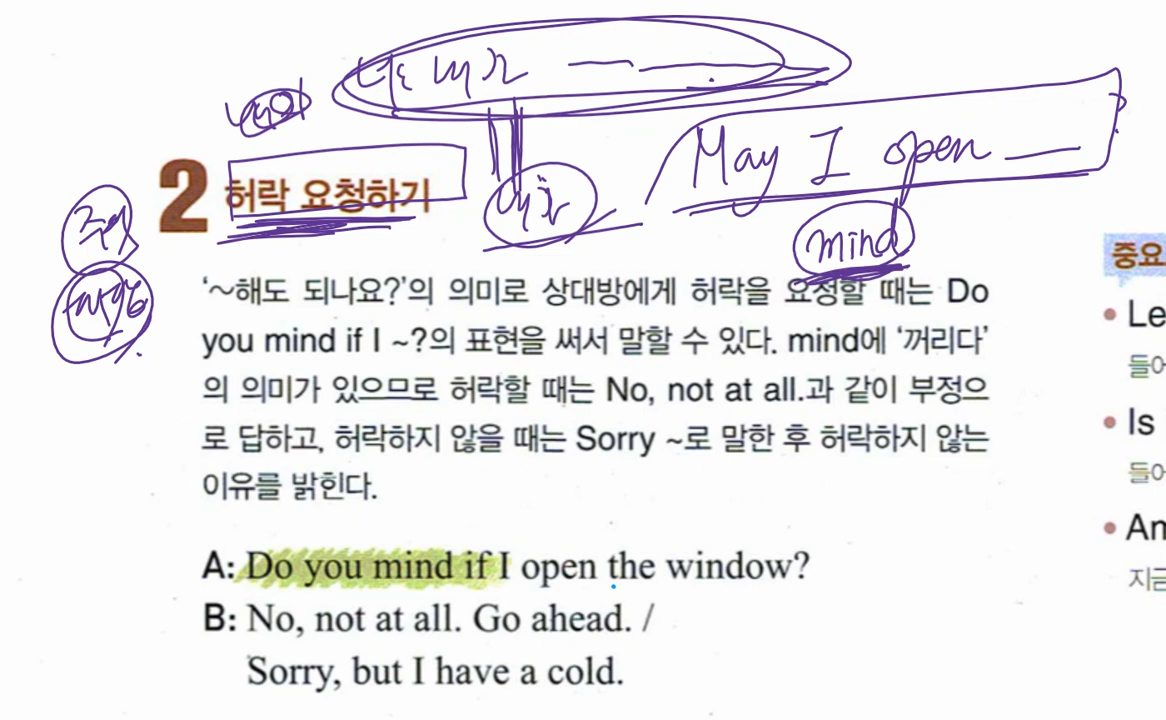 May I open
2 허락 요청하기
mind
중요
'~해도 되나요?'의 의미로 상대방에게 허락을 요청할 때는 Do
you mind if I ~?의 표현을 써서 말할 수 있다. mind에 '꺼리다'
의 의미가 있으므로 허락할 때는 No, not at all.과 같이 부정으
로 답하고, 허락하지 않을 때는 Sorry ~로 말한 후 허락하지 않는
이유를 밝힌다.
A: Do you mind if I open the window?
B: No, not at all. Go ahead. /
Sorry, but I have a cold.
• Le
들어
• Is
들어
• An
지금